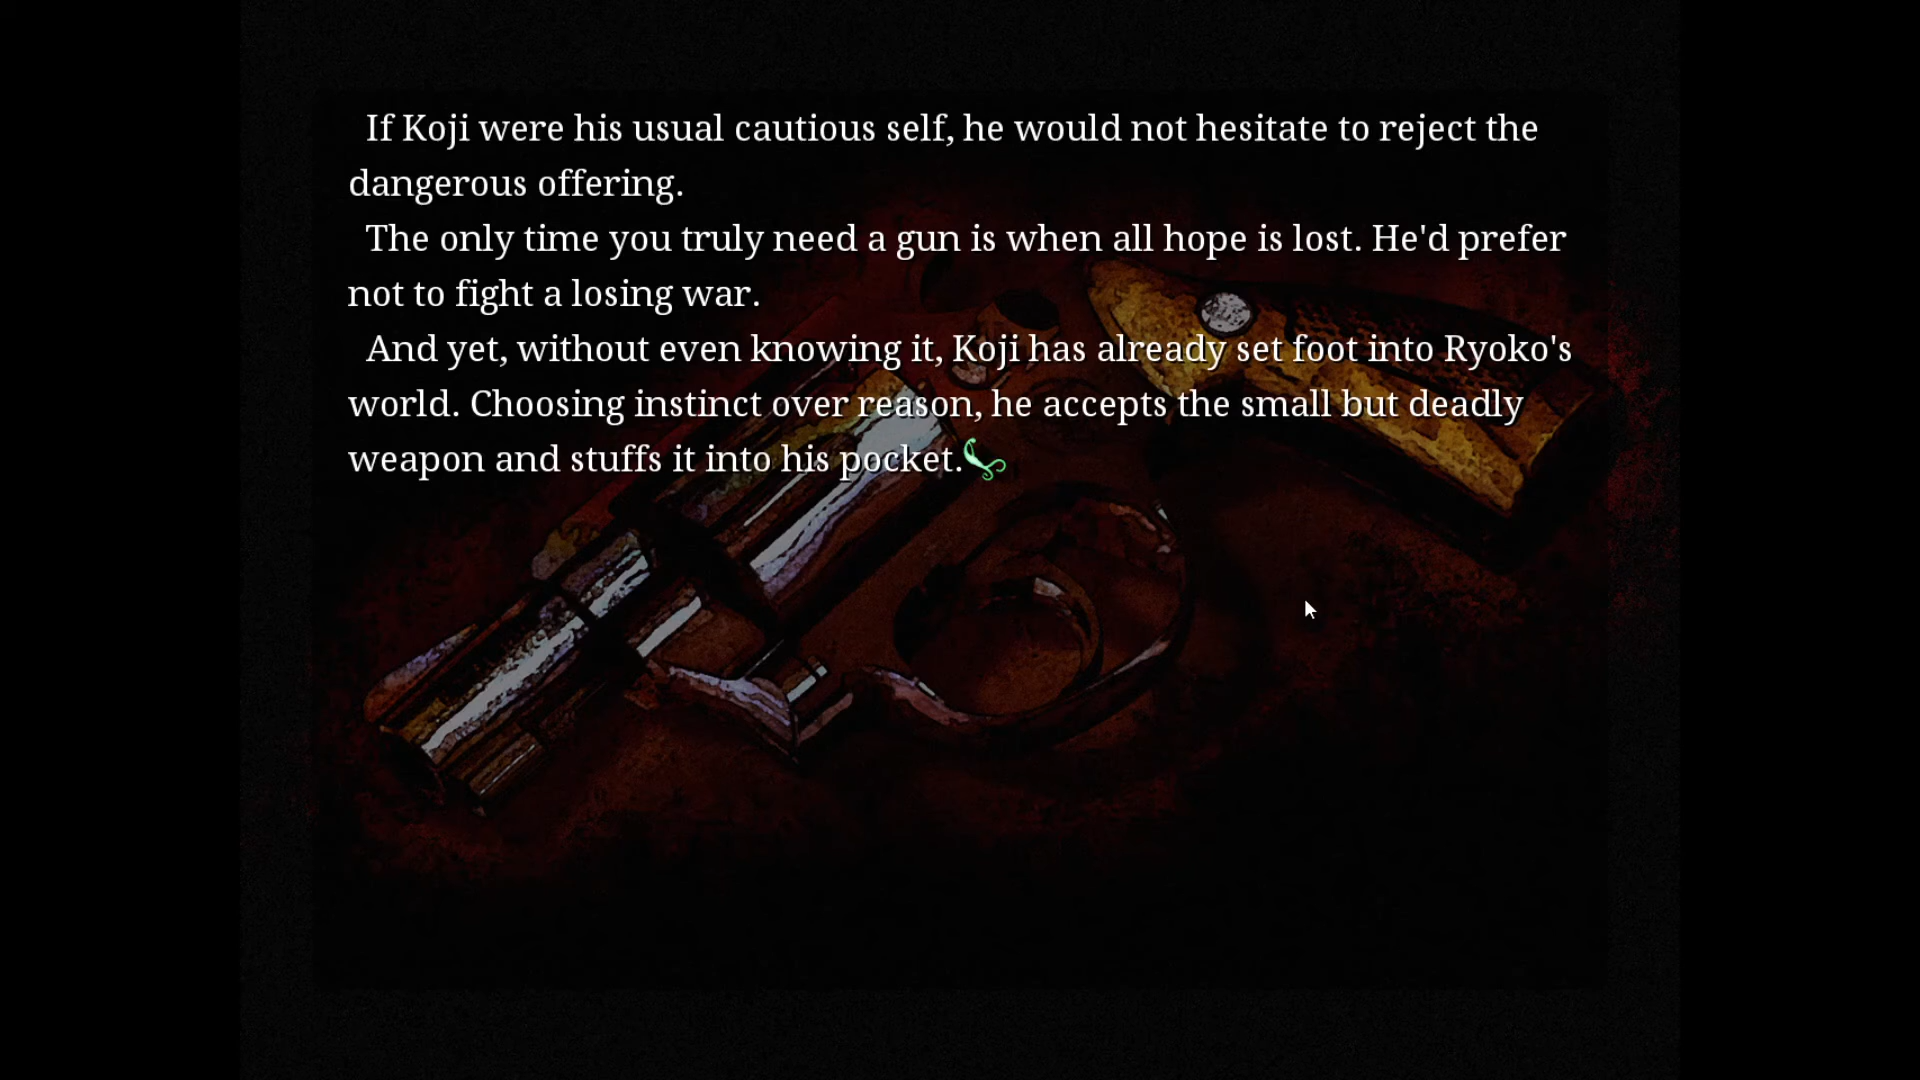 If Koji were his usual cautious self, he would not hesitate to reject the
dangerous offering.
The only time you truly need a gun is when all hope is lost. He'd prefer
not to fight a losing war.
And yet, without even knowing it, Koji has already set foot into Ryoko's
world. Choosing instinct over reason, he accepts the small but deadly
weapon and stuffs it into his pocket.